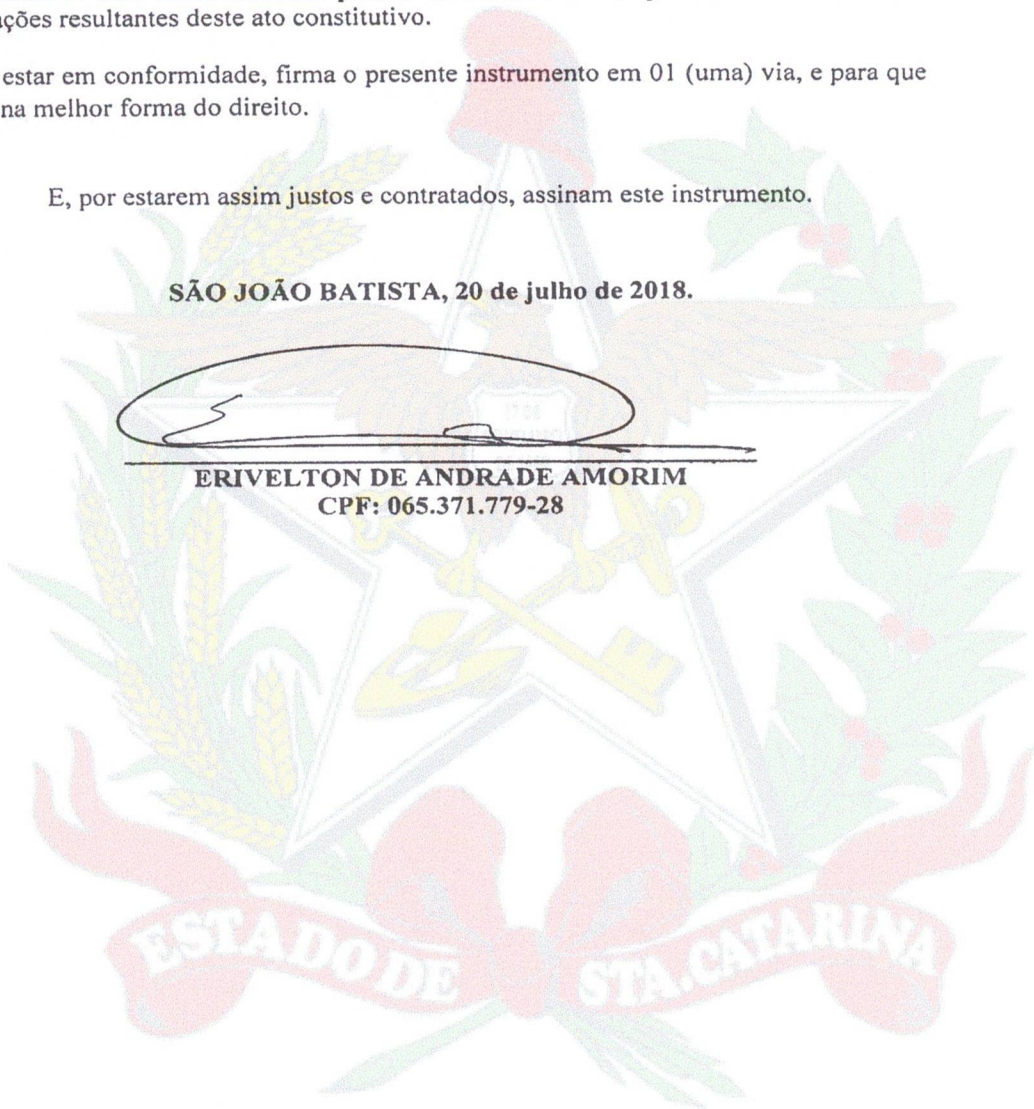 ações resultantes deste ato constitutivo.
estar em conformidade, firma o presente instrumento em 01 (uma) via, e para que
na melhor forma do direito.
E, por estarem assim justos e contratados, assinam este instrumento.
SÃO JOÃO BATISTA, 20 de julho de 2018.
ERIVELTON DE ANDRADE AMORIM
CPF: 065.371.779-28
ESTADO DE STA.CATARINA